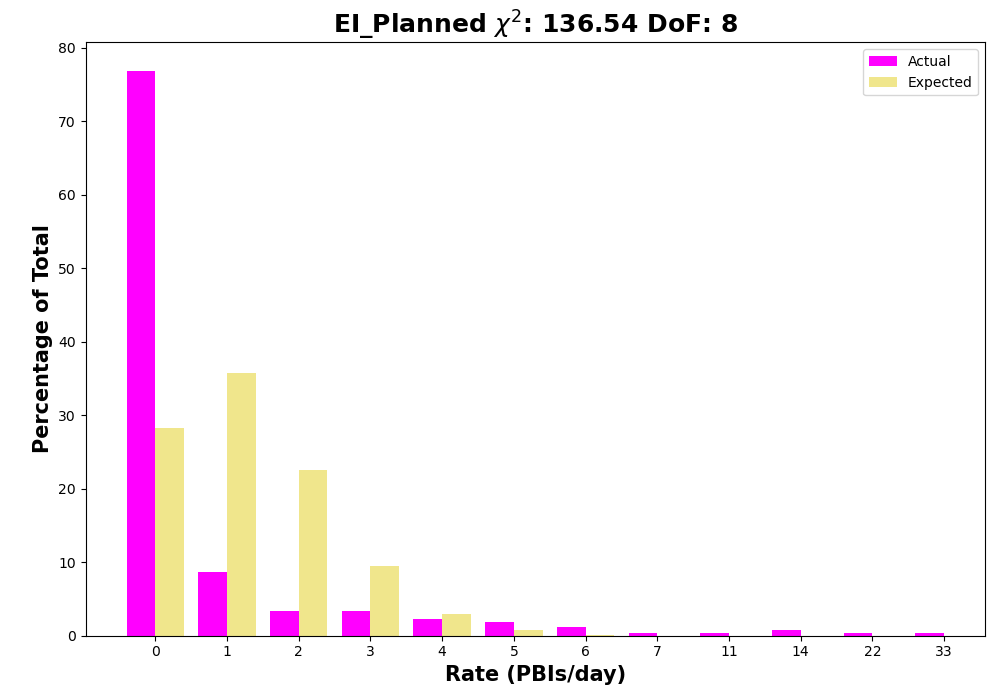 EI_Planned χ²: 136.54 DoF: 8
Actual
Expected
80
70
60
50
40
30
20
10
0
Percentage of Total
0 1 2 3 4 5 6 7 11 14 22 33
Rate (PBIs/day)